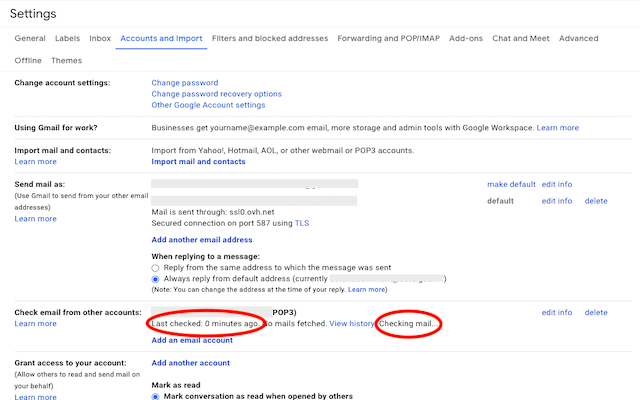 Settings
General Labels Inbox Accounts and Import Filters and blocked addresses Forwarding and POP/IMAP Add-ons Chat and Meet Advanced
Offline Themes
Change account settings: Change password
Change password recovery options
Other Google Account settings
Using Gmail for work? Businesses get yourname@example.com email, more storage and admin tools with Google Workspace. Learn more
Import mail and contacts: Import from Yahoo!, Hotmail, AOL, or other webmail or POP3 accounts.
Learn more Import mail and contacts
Send mail as: make default edit info
(Use Gmail to send from your other email default edit info delete
addresses) Mail is sent through: ssl0.ovh.net
Learn more Secured connection on port 587 using TLS
Add another email address
When replying to a message:
Reply from the same address to which the message was sent
Always reply from default address (currently )
(Note: You can change the address at the time of your reply. Learn more)
Check email from other accounts: POP3) edit info delete
Learn more Last checked: 0 minutes ago. No mails fetched. View history Checking mail...
Add an email account
Grant access to your account: Add another account
(Allow others to read and send mail on
your behalf) Mark as read
Learn more Mark conversation as read when opened by others